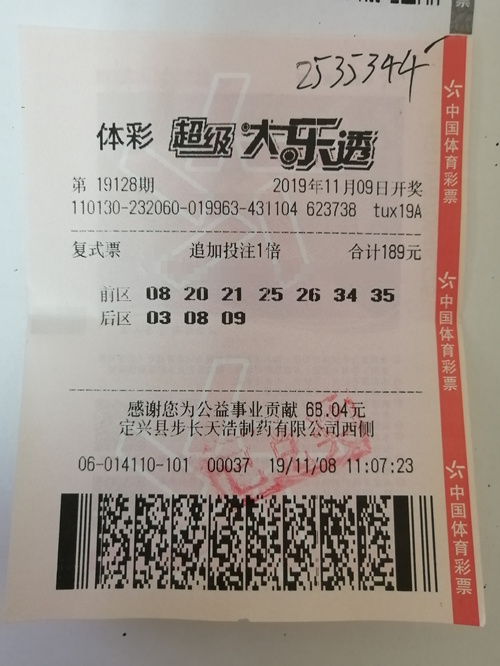 2535344
体彩 超级大乐透
第 19128期 2019年11月09日开奖
110130-232060-019963-431104 623738 tux19A
复式票 追加投注1倍 合计189元
前区 08 20 21 25 26 34 35
后区 03 08 09
感谢您为公益事业贡献 68.04元
定兴县步长天浩制药有限公司西侧
06-014110-101 00037 19/11/08 11:07:23
中国体育彩票
中国体育彩票
中国体育彩票